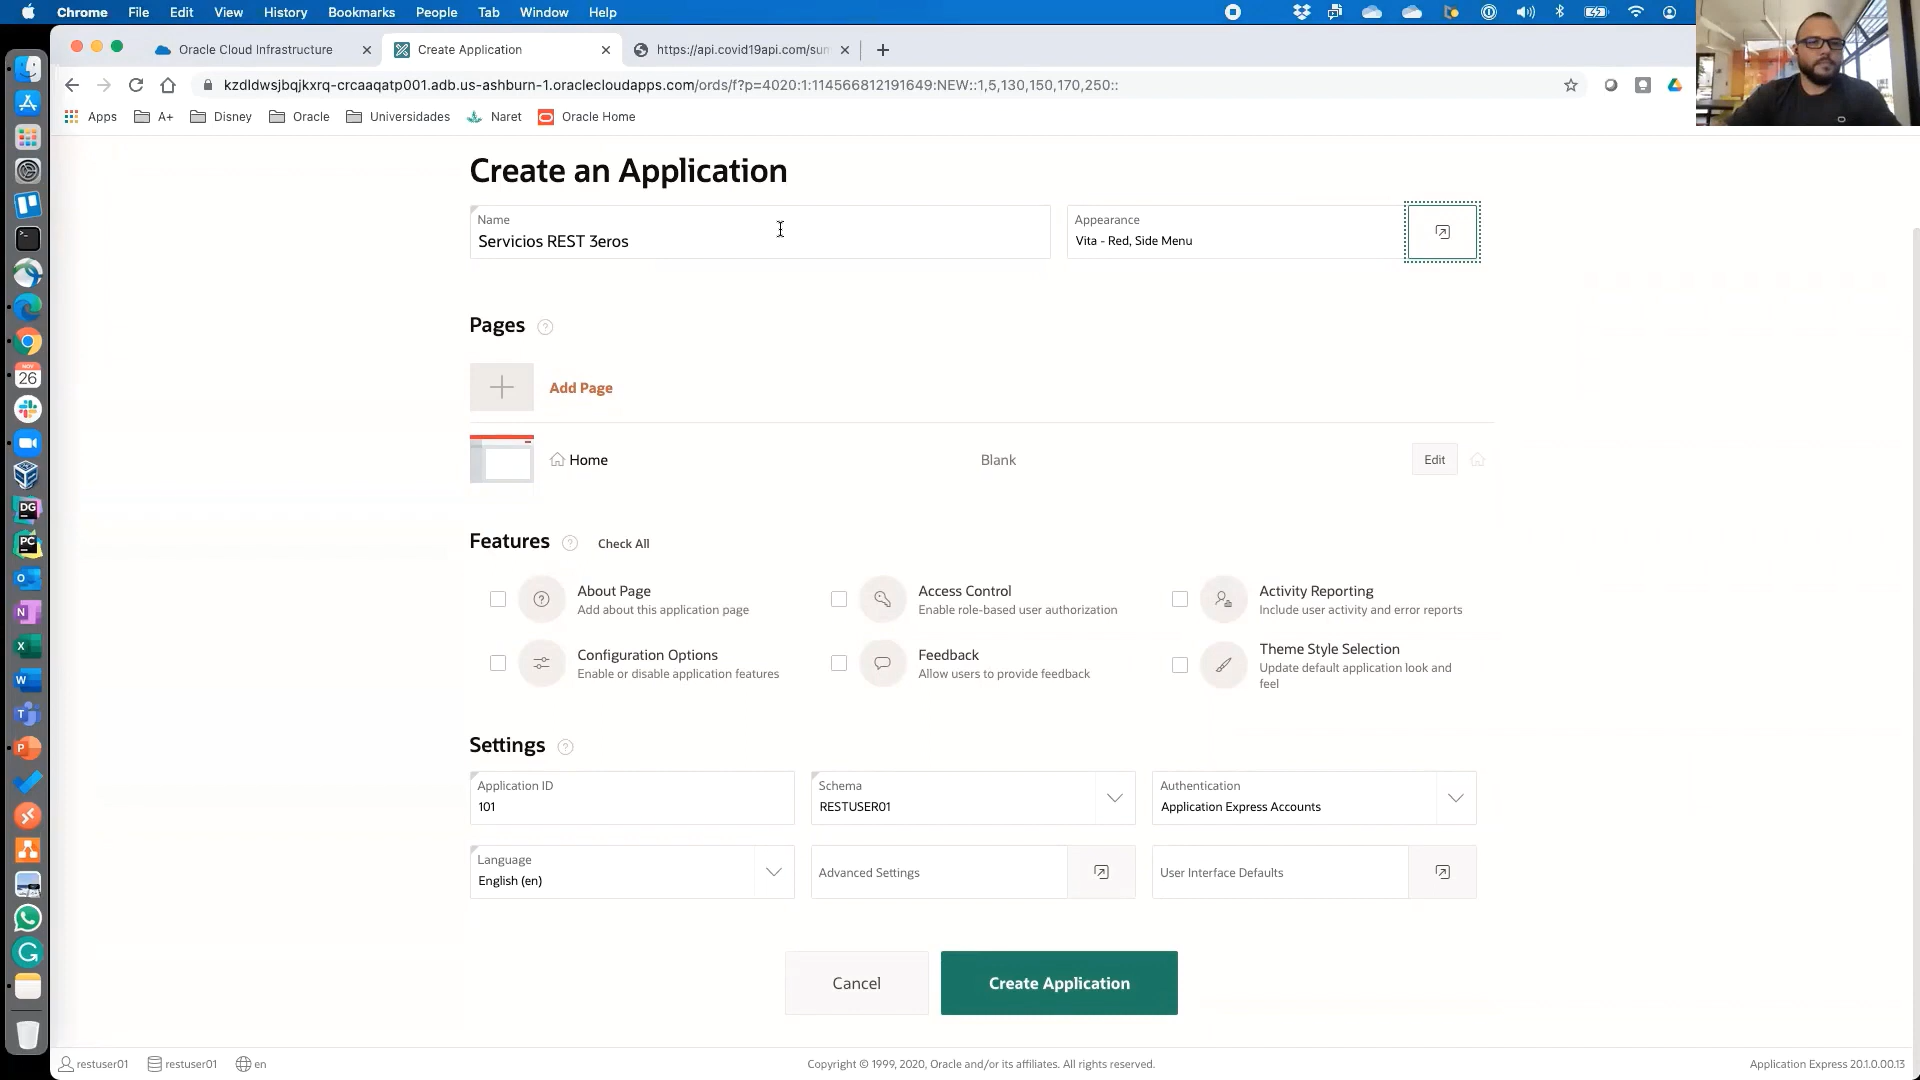 Chrome File Edit View History Bookmarks People Tab Window Help
Oracle Cloud Infrastructure
Create Application
https://api.covid19api.com/sum
kzdldwsjbqjkxrq-crcaaqatp001.adb.us-ashburn-1.oraclecloudapps.com/ords/f?p=4020:1:114566812191649:NEW::1,5,130,150,170,250::
Apps A+ Disney Oracle Universidades Naret Oracle Home
Create an Application
Name
Servicios REST 3eros
Appearance
Vita - Red, Side Menu
Pages
Add Page
Home
Blank
Edit
Features
Check All
About Page
Add about this application page
Access Control
Enable role-based user authorization
Activity Reporting
Include user activity and error reports
Configuration Options
Enable or disable application features
Feedback
Allow users to provide feedback
Theme Style Selection
Update default application look and
feel
Settings
Application ID
101
Schema
RESTUSER01
Authentication
Application Express Accounts
Language
English (en)
Advanced Settings
User Interface Defaults
Cancel
Create Application
restuser01
restuser01
en
Copyright © 1999, 2020, Oracle and/or its affiliates. All rights reserved.
Application Express 20.1.0.00.13
NOV
26
DG
PC